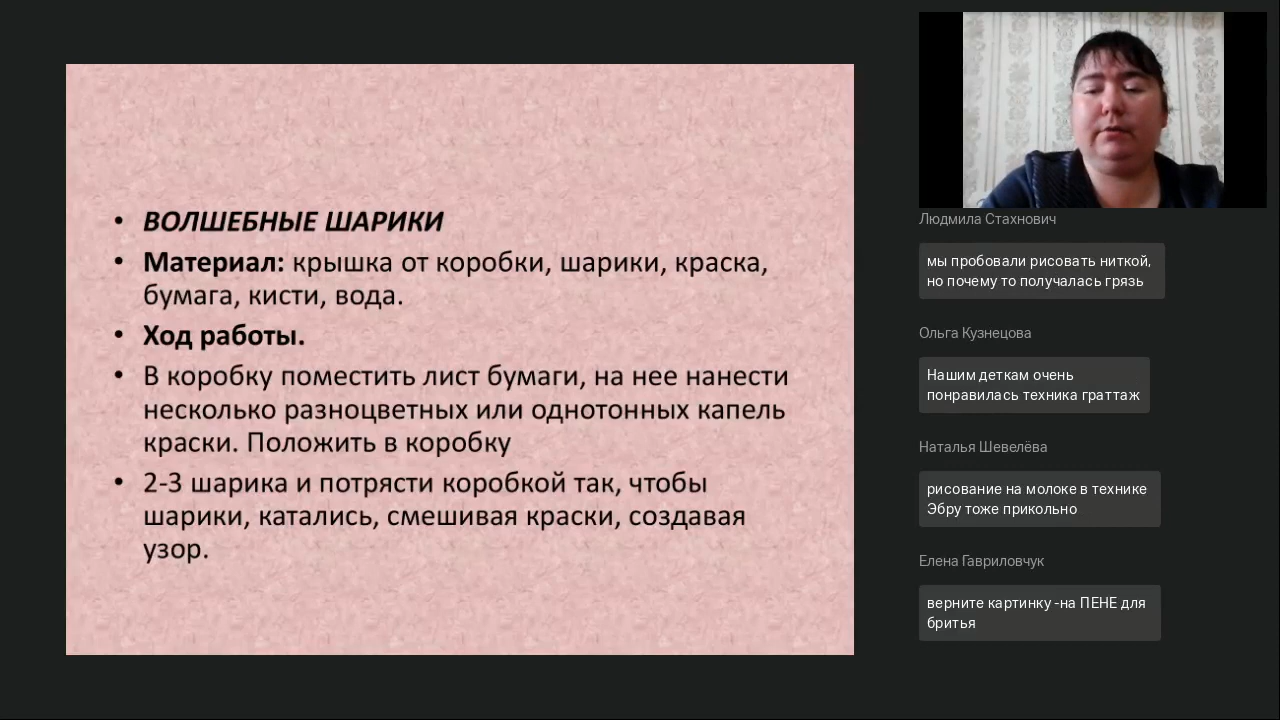 ВОЛШЕБНЫЕ ШАРИКИ
Материал: крышка от коробки, шарики, краска,
бумага, кисти, вода.
Ход работы.
В коробку поместить лист бумаги, на нее нанести
несколько разноцветных или однотонных капель
краски. Положить в коробку
2-3 шарика и потрясти коробкой так, чтобы
шарики, катались, смешивая краски, создавая
узор.
Людмила Стахнович
мы пробовали рисовать ниткой,
но почему то получалась грязь
Ольга Кузнецова
Нашим деткам очень
понравилась техника граттаж
Наталья Шевелёва
рисование на молоке в технике
Эбру тоже прикольно
Елена Гавриловчук
верните картинку -на ПЕНЕ для
бритья